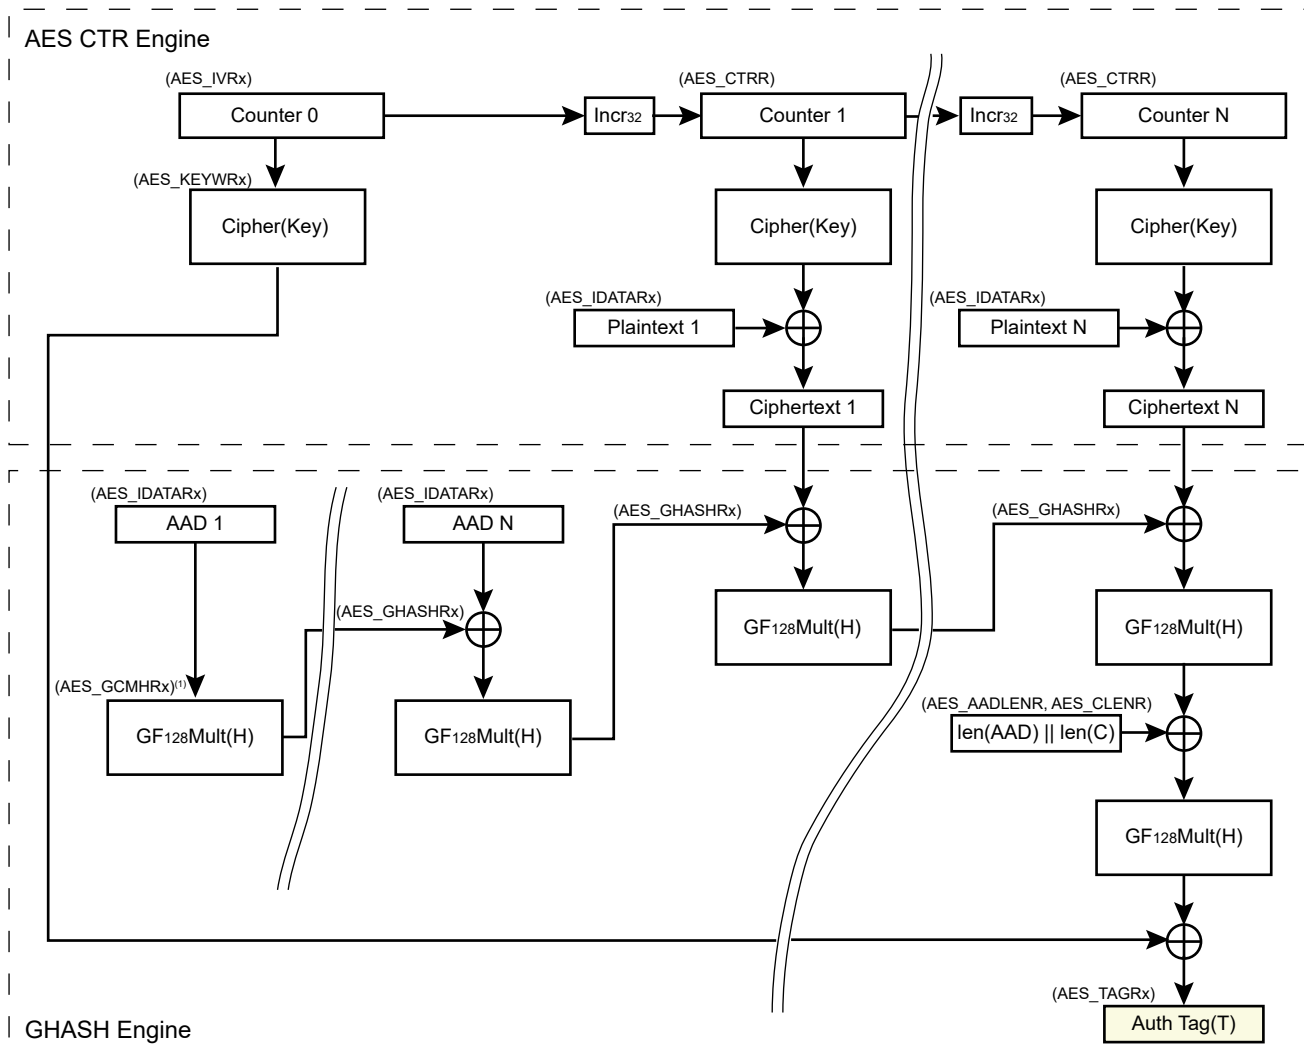 AES CTR Engine
(AES_IVRx)
(AES_CTRR)
(AES_CTRR)
Counter 0
Incr32
Counter 1
Incr32
Counter N
(AES_KEYWRx)
Cipher(Key)
Cipher(Key)
Cipher(Key)
(AES_IDATARx)
(AES_IDATARx)
Plaintext 1
Plaintext N
Ciphertext 1
Ciphertext N
(AES_IDATARx)
(AES_IDATARx)
AAD 1
AAD N
(AES_GHASHRx)
(AES_GHASHRx)
(AES_GHASHRx)
GF128Mult(H)
GF128Mult(H)
(AES_GCMHRx)(1)
GF128Mult(H)
GF128Mult(H)
(AES_AADLENR, AES_CLENR)
len(AAD) || len(C)
GF128Mult(H)
(AES_TAGRx)
Auth Tag(T)
GHASH Engine